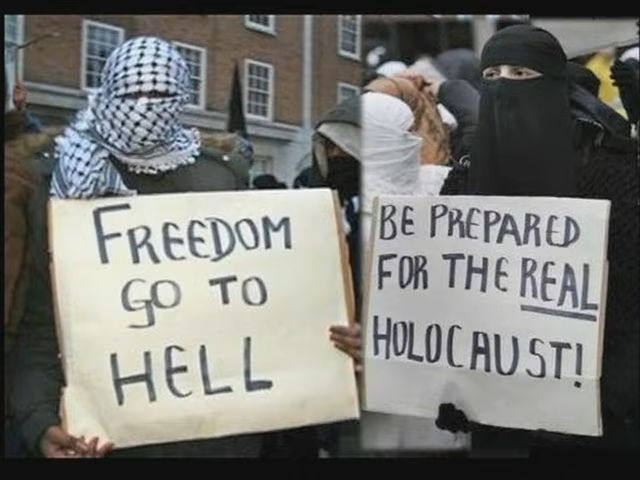 FREEDOM
GO TO
HELL
BE PREPARED
FOR THE REAL
HOLOCAUST!